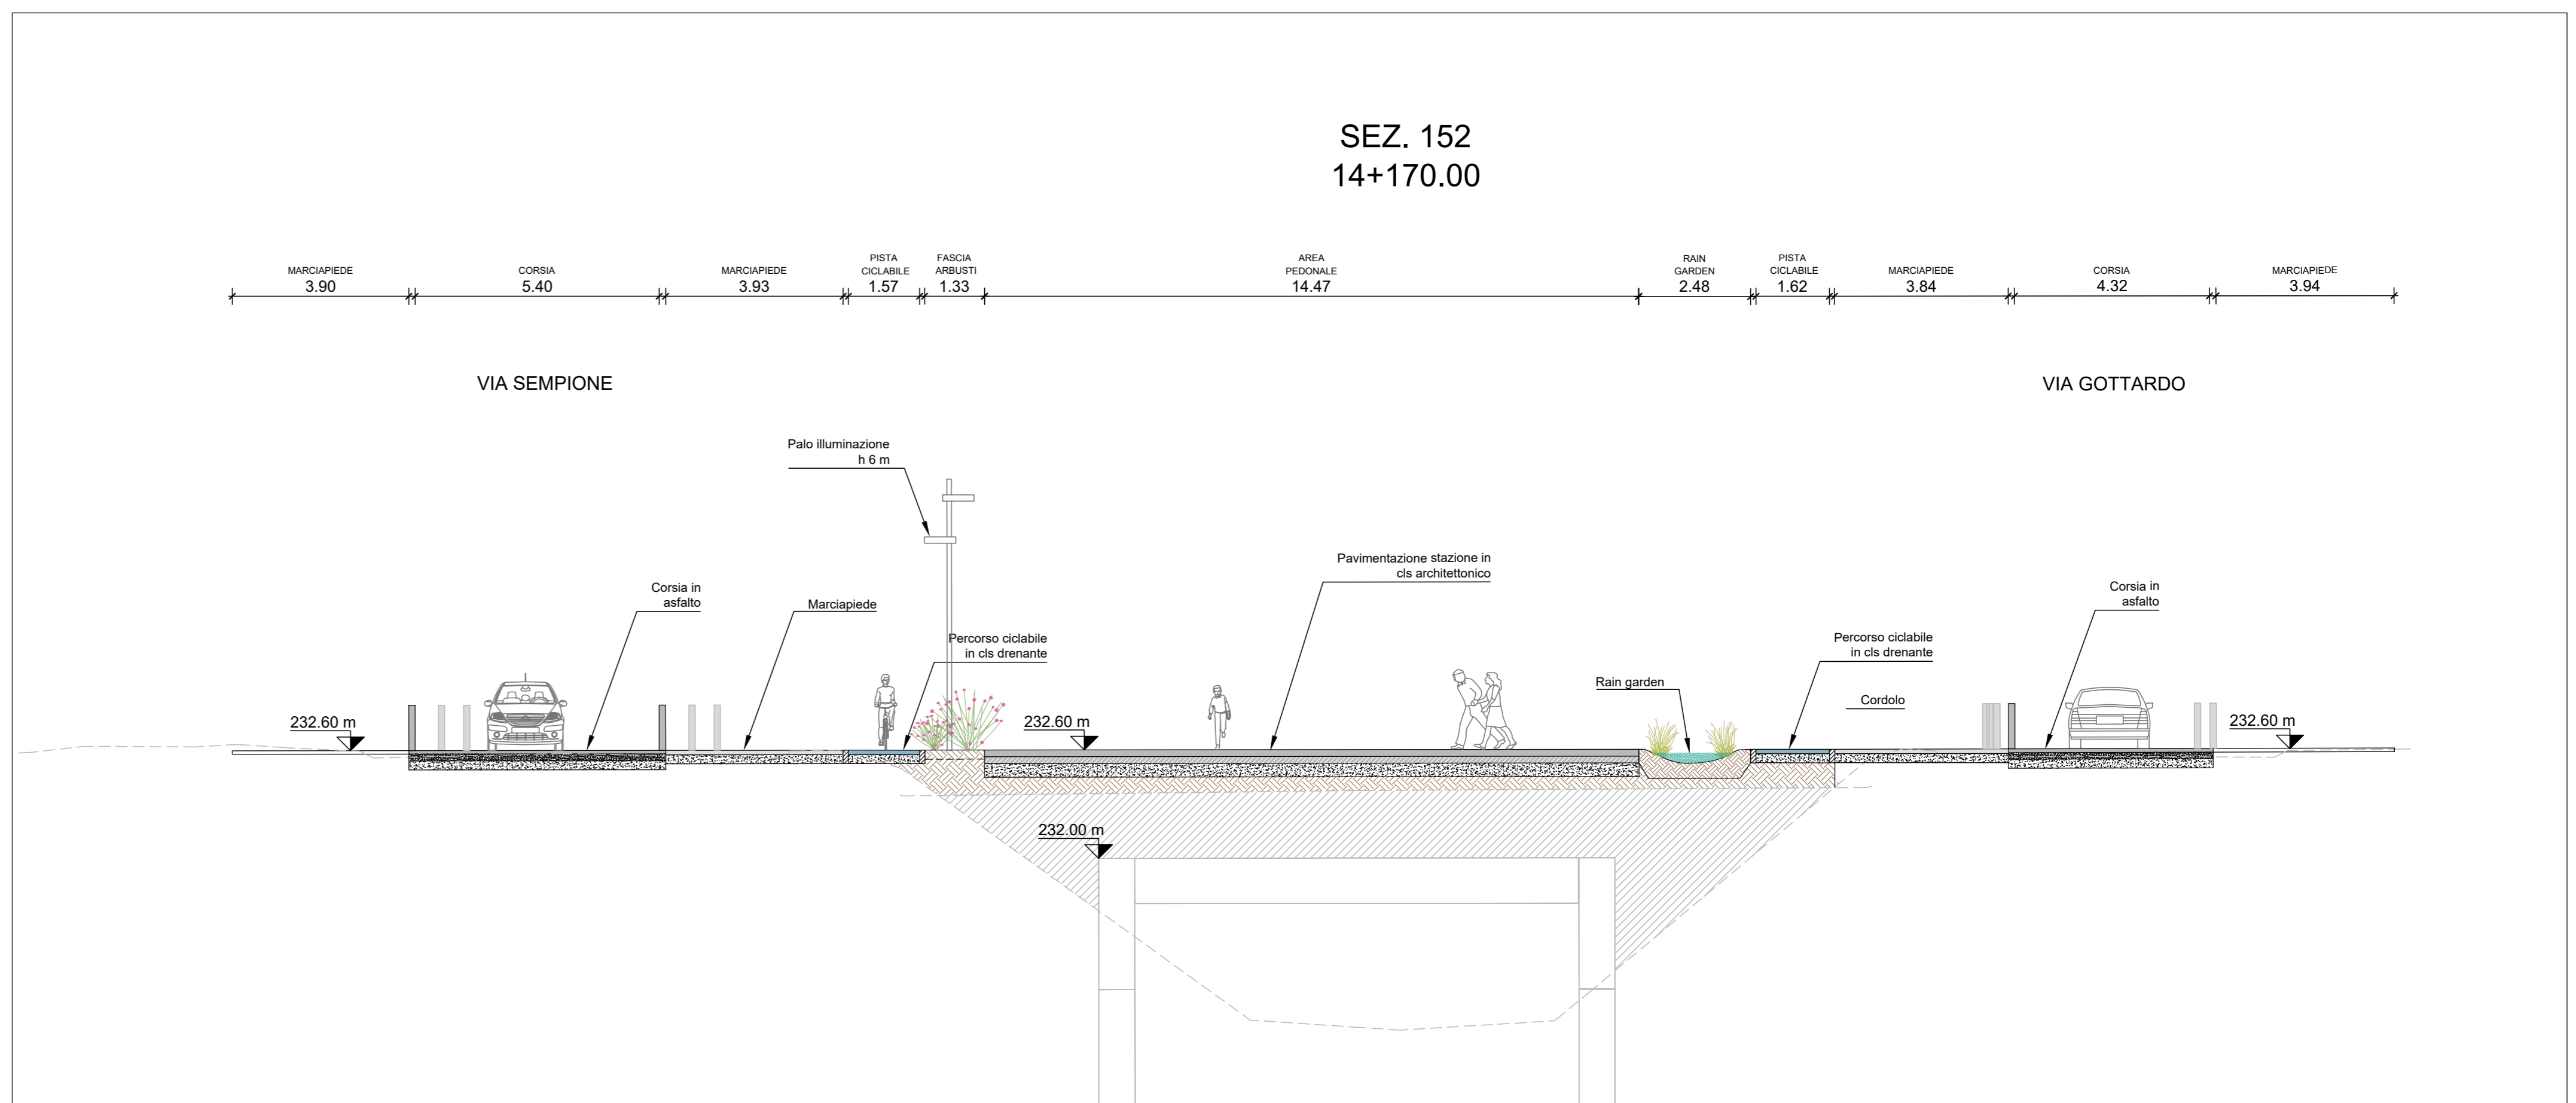 SEZ. 152
14+170.00
MARCIAPIEDE
3.90
CORSIA
5.40
MARCIAPIEDE
3.93
PISTA
CICLABILE
1.57
FASCIA
ARBUSTI
1.33
AREA
PEDONALE
14.47
RAIN
GARDEN
2.48
PISTA
CICLABILE
1.62
MARCIAPIEDE
3.84
CORSIA
4.32
MARCIAPIEDE
3.94
VIA SEMPIONE
VIA GOTTARDO
Palo illuminazione
h 6 m
Corsia in
asfalto
Marciapiede
Percorso ciclabile
in cls drenante
Pavimentazione stazione in
cls architettonico
Rain garden
Percorso ciclabile
in cls drenante
Cordolo
Corsia in
asfalto
232.60 m
232.60 m
232.60 m
232.00 m